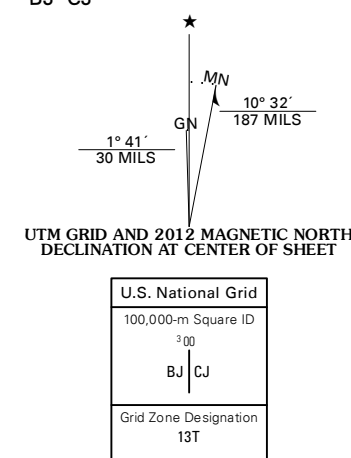 BJ CJ
★
MN
GN
10° 32´
187 MILS
1° 41´
30 MILS
UTM GRID AND 2012 MAGNETIC NORTH
DECLINATION AT CENTER OF SHEET
U.S. National Grid
100,000-m Square ID
300
BJ CJ
Grid Zone Designation
13T